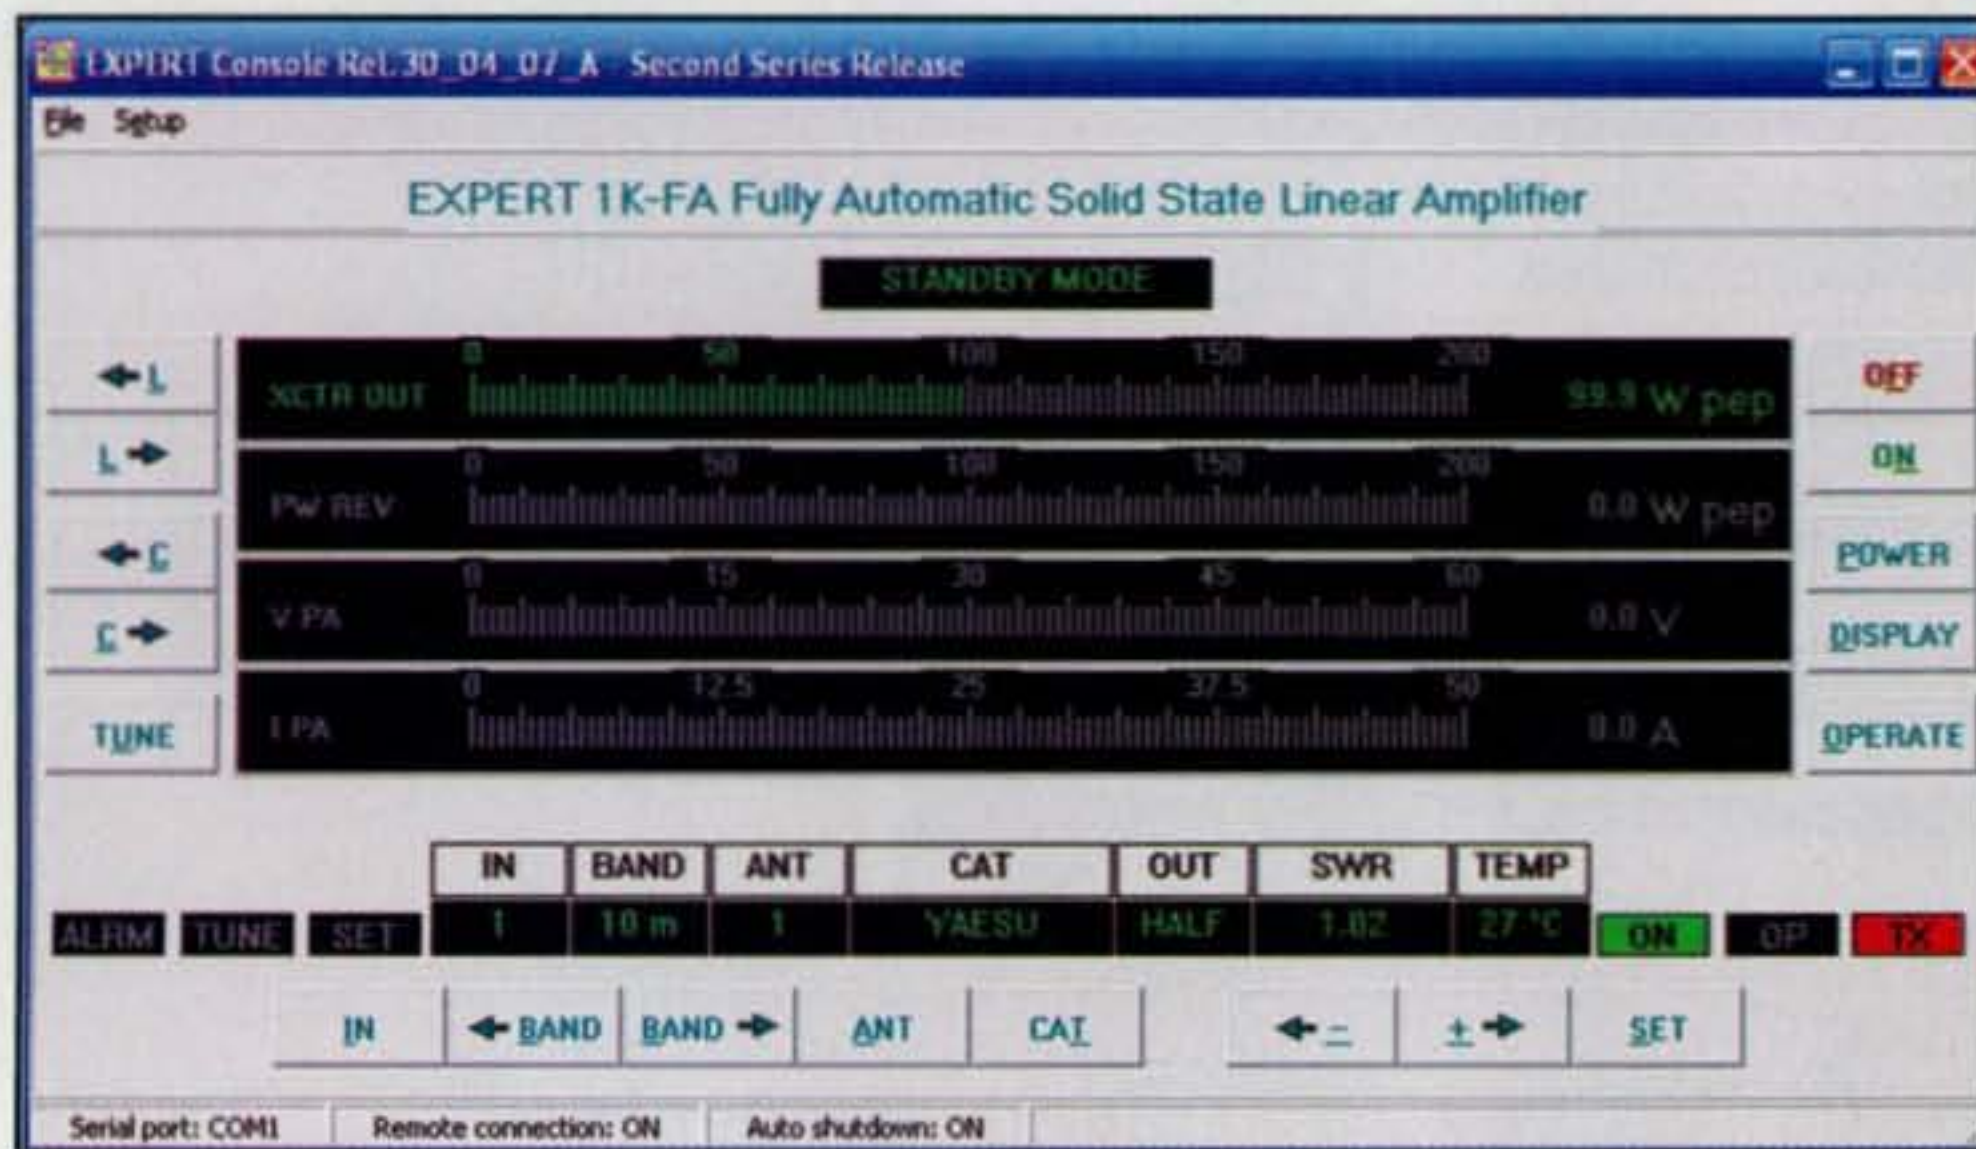 EXPERT Console Rel.30_04_07_A Second Series Release
File Setup
EXPERT 1K-FA Fully Automatic Solid State Linear Amplifier
STANDBY MODE
L
L
C
C
TUNE
0 50 100 150 200
XCTR OUT 99.9 W pep
0 50 100 150 200
PW REV 0.0 W pep
0 15 30 45 60
V PA 0.0 V
0 12.5 25 37.5 50
I PA 0.0 A
OFF
ON
POWER
DISPLAY
OPERATE
IN BAND ANT CAT OUT SWR TEMP
ALRM TUNE SET 1 10 m 1 YAESU HALF 1.02 27 °C ON OP TX
IN BAND BAND ANT CAT - + SET
Serial port: COM1 Remote connection: ON Auto shutdown: ON